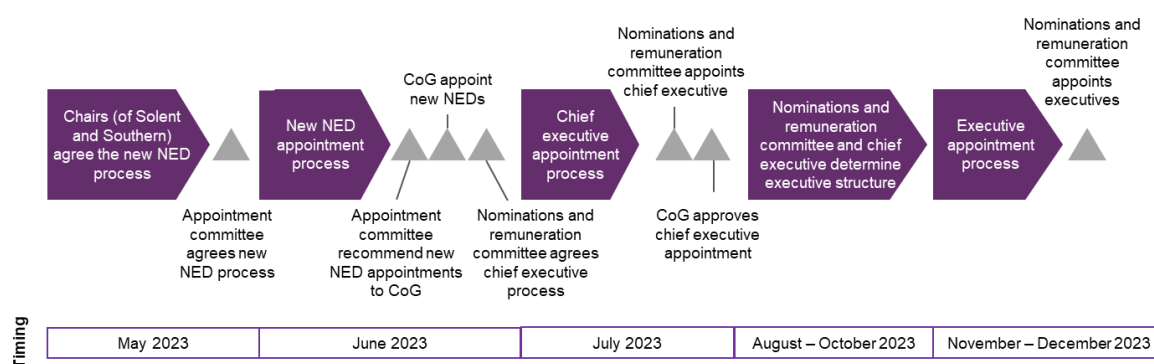 Nominations and
remuneration
committee appoints
chief executive
Nominations and
remuneration
committee
appoints
executives
CoG appoint
new NEDs
Chairs (of Solent
and Southern)
agree the new NED
process
New NED
appointment
process
Chief
executive
appointment
process
Nominations and
remuneration
committee and chief
executive determine
executive structure
Executive
appointment
process
Appointment
committee
agrees new
NED process
Appointment
committee
recommend new
NED appointments
to CoG
Nominations and
remuneration
committee agrees
chief executive
process
CoG approves
chief executive
appointment
Timing
May 2023
June 2023
July 2023
August – October 2023
November – December 2023